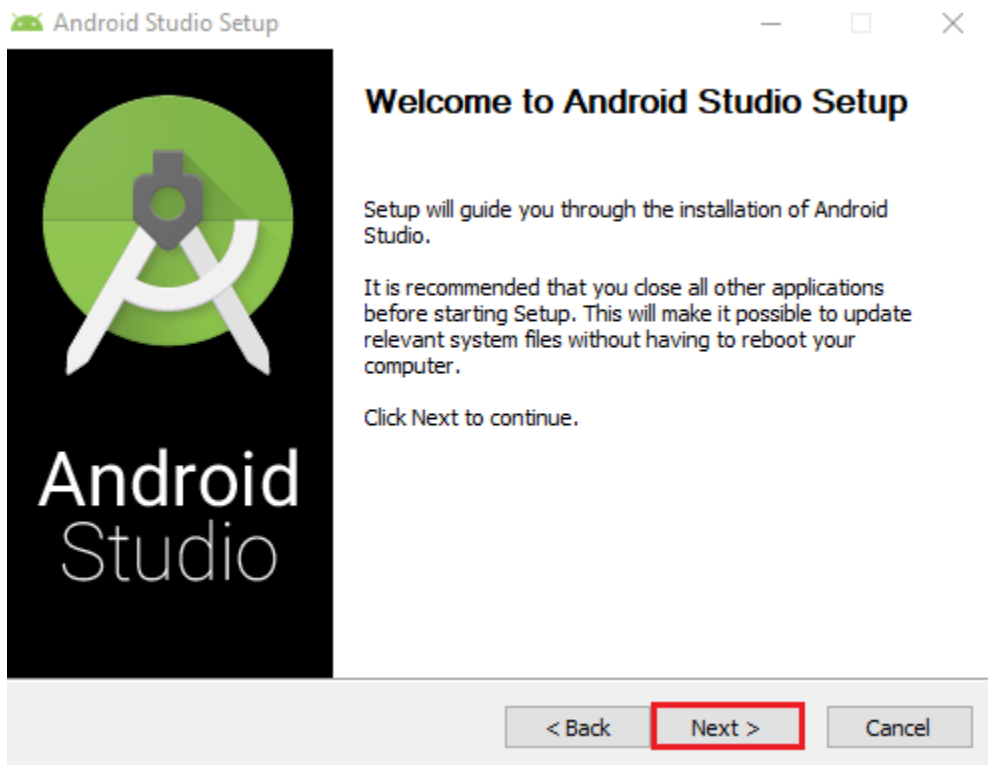 Android Studio Setup
Welcome to Android Studio Setup
Setup will guide you through the installation of Android
Studio.
It is recommended that you close all other applications
before starting Setup. This will make it possible to update
relevant system files without having to reboot your
computer.
Click Next to continue.
Android
Studio
< Back
Next >
Cancel